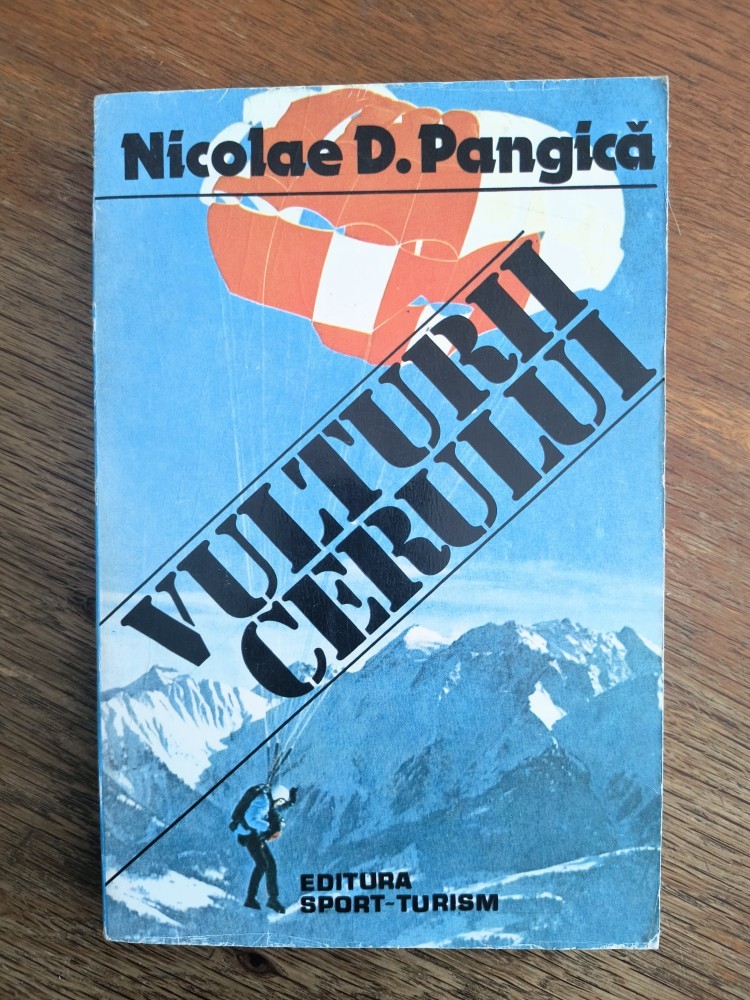 Nicolae D. Pangică
VULTURII
CERULUI
EDITURA
SPORT-TURISM